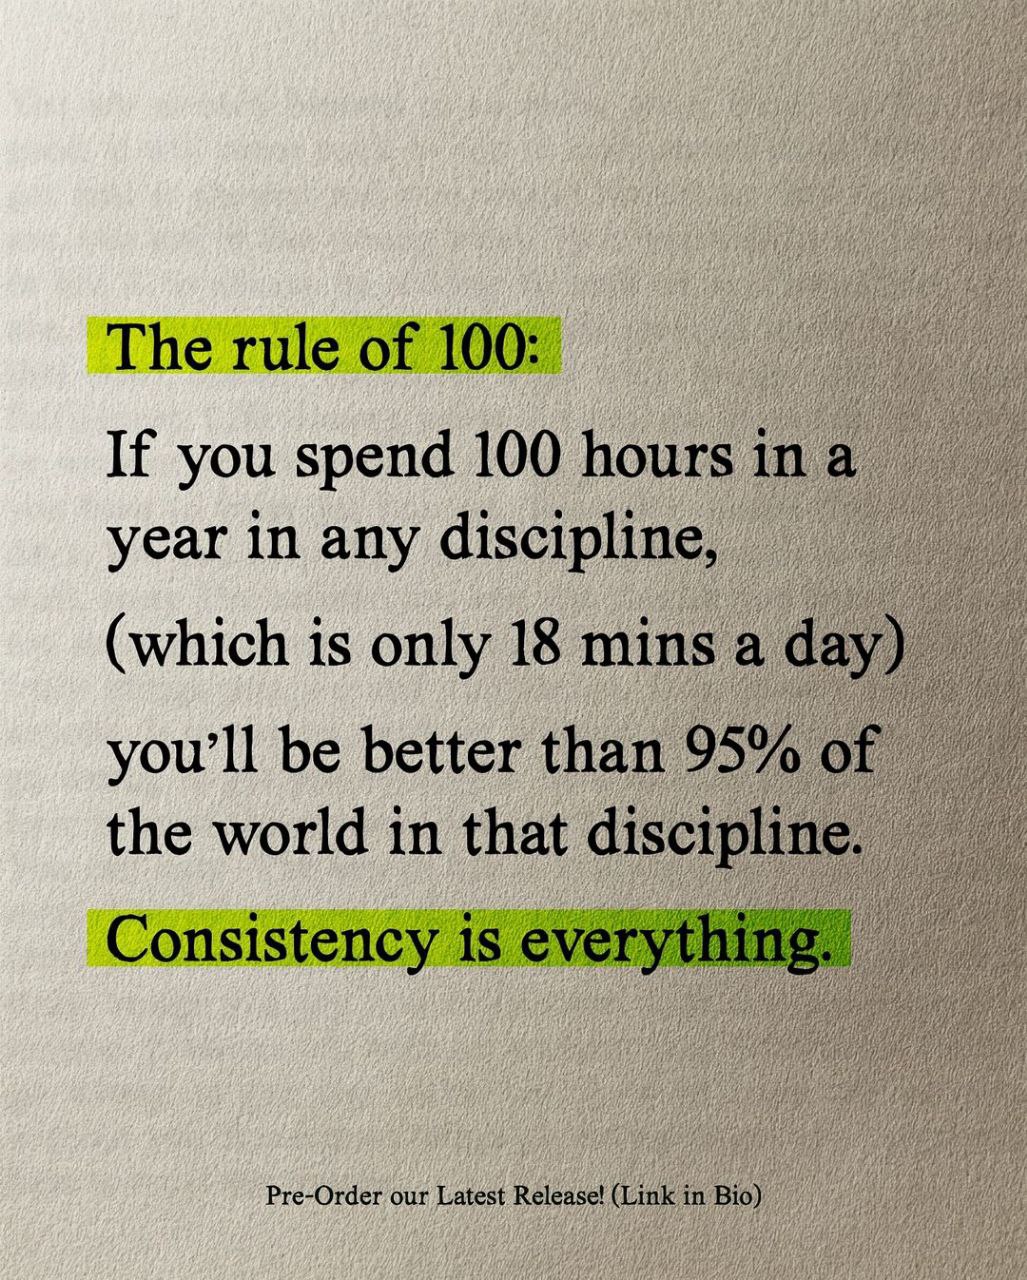 The rule of 100:
If you spend 100 hours in a
year in any discipline,
(which is only 18 mins a day)
you’ll be better than 95% of
the world in that discipline.
Consistency is everything.
Pre-Order our Latest Release! (Link in Bio)